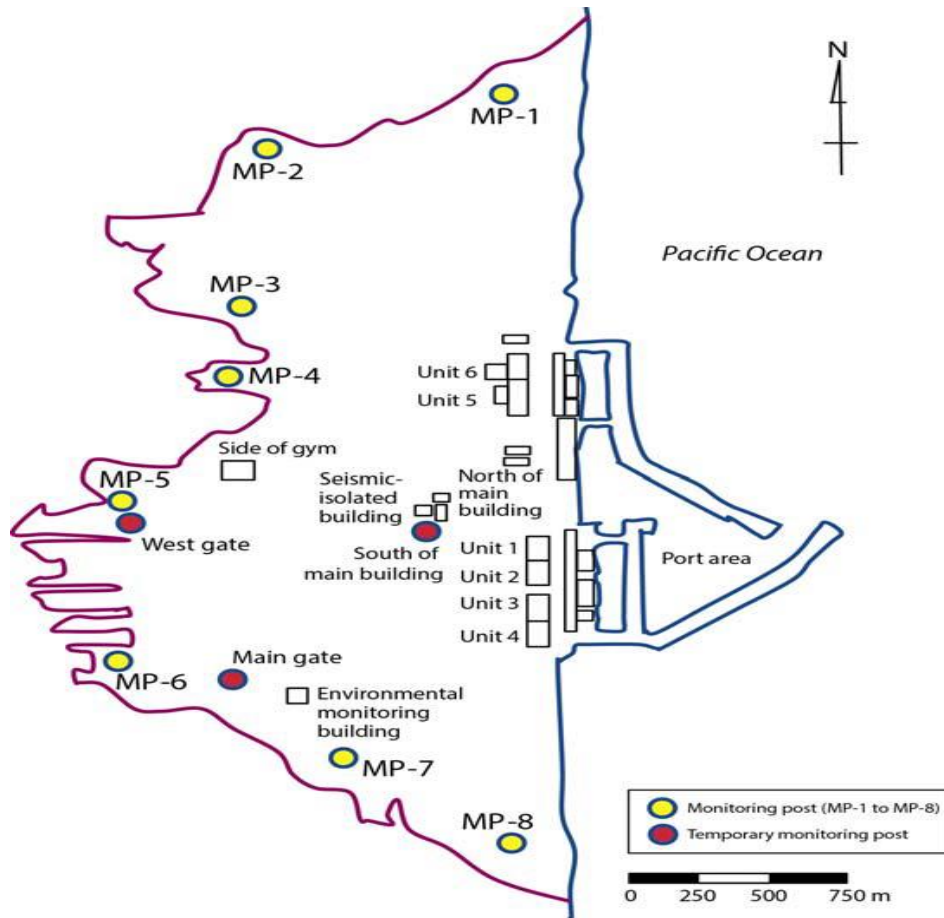 N
MP-1
MP-2
Pacific Ocean
MP-3
Unit 6
MP-4
Unit 5
Side of gym
MP-5
Seismic-
isolated
building
North of
main
building
West gate
South of
main building
Unit 1
Unit 2
Port area
Unit 3
Unit 4
Main gate
MP-6
Environmental
monitoring
building
MP-7
MP-8
Monitoring post (MP-1 to MP-8)
Temporary monitoring post
0 250 500 750 m